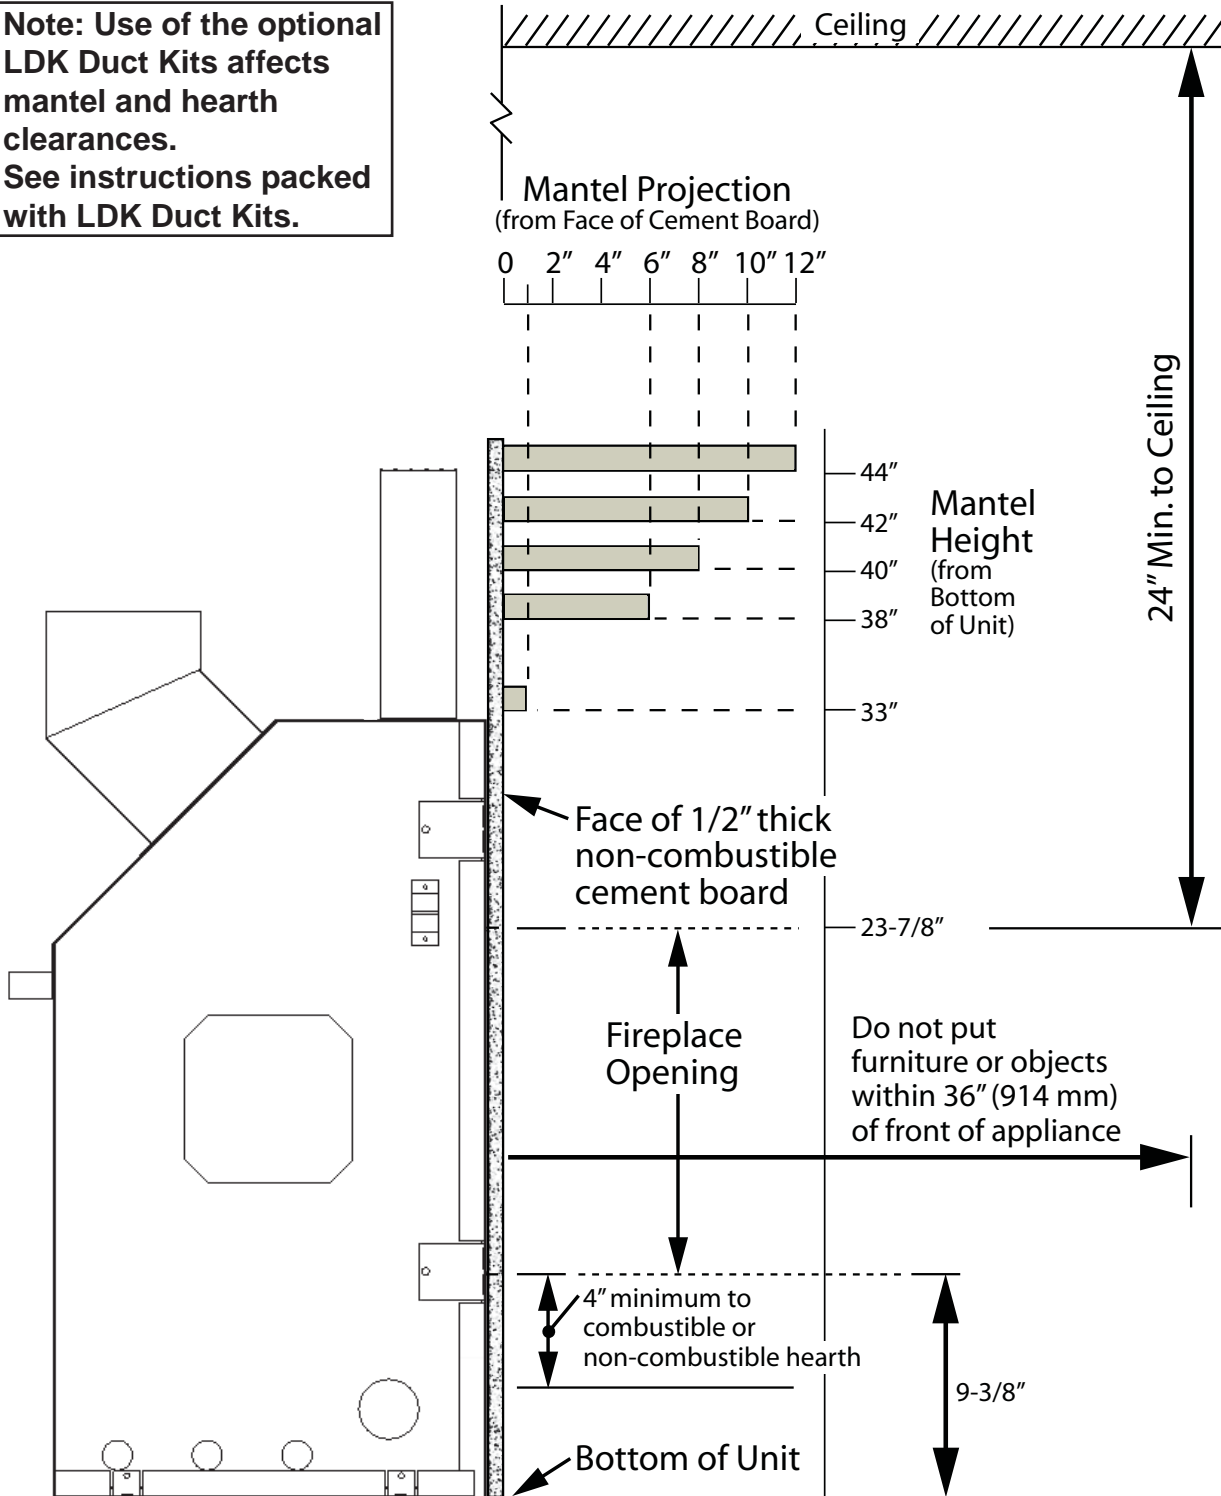 Note: Use of the optional
LDK Duct Kits affects
mantel and hearth
clearances.
See instructions packed
with LDK Duct Kits.
Ceiling
Mantel Projection
(from Face of Cement Board)
0 2” 4” 6” 8” 10” 12”
24” Min. to Ceiling
44”
42”
40”
38”
33”
Mantel
Height
(from
Bottom
of Unit)
Face of 1/2” thick
non-combustible
cement board
23-7/8”
Fireplace
Opening
Do not put
furniture or objects
within 36” (914 mm)
of front of appliance
4” minimum to
combustible or
non-combustible hearth
9-3/8”
Bottom of Unit